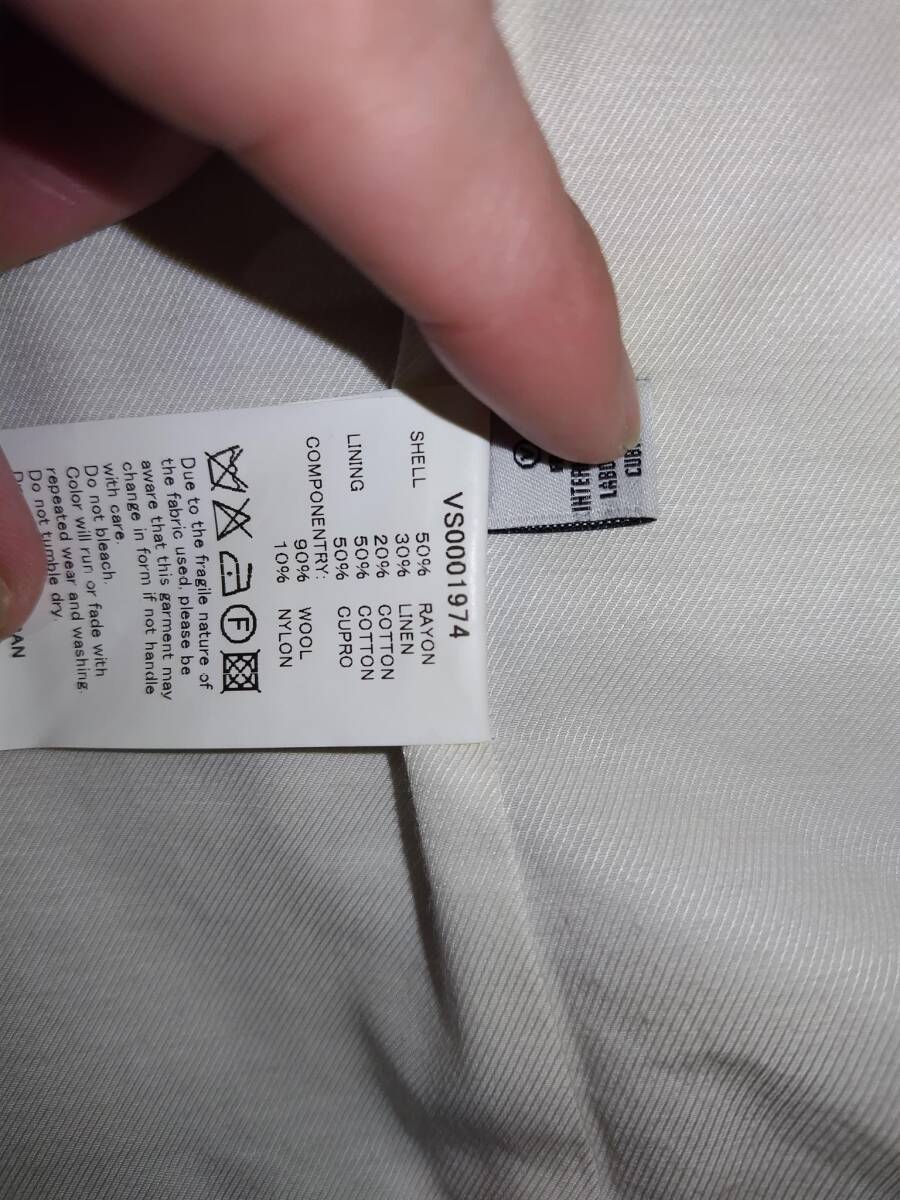 VS0001974
SHELL 50% RAYON
30% LINEN
20% COTTON
LINING 50% COTTON
50% CUPRO
COMPONENTRY:
90% WOOL
10% NYLON
F
Due to the fragile nature of
the fabric used, please be
aware that this garment may
change in form if not handle
with care.
Do not bleach.
Color will run or fade with
repeated wear and washing.
Do not tumble dry.